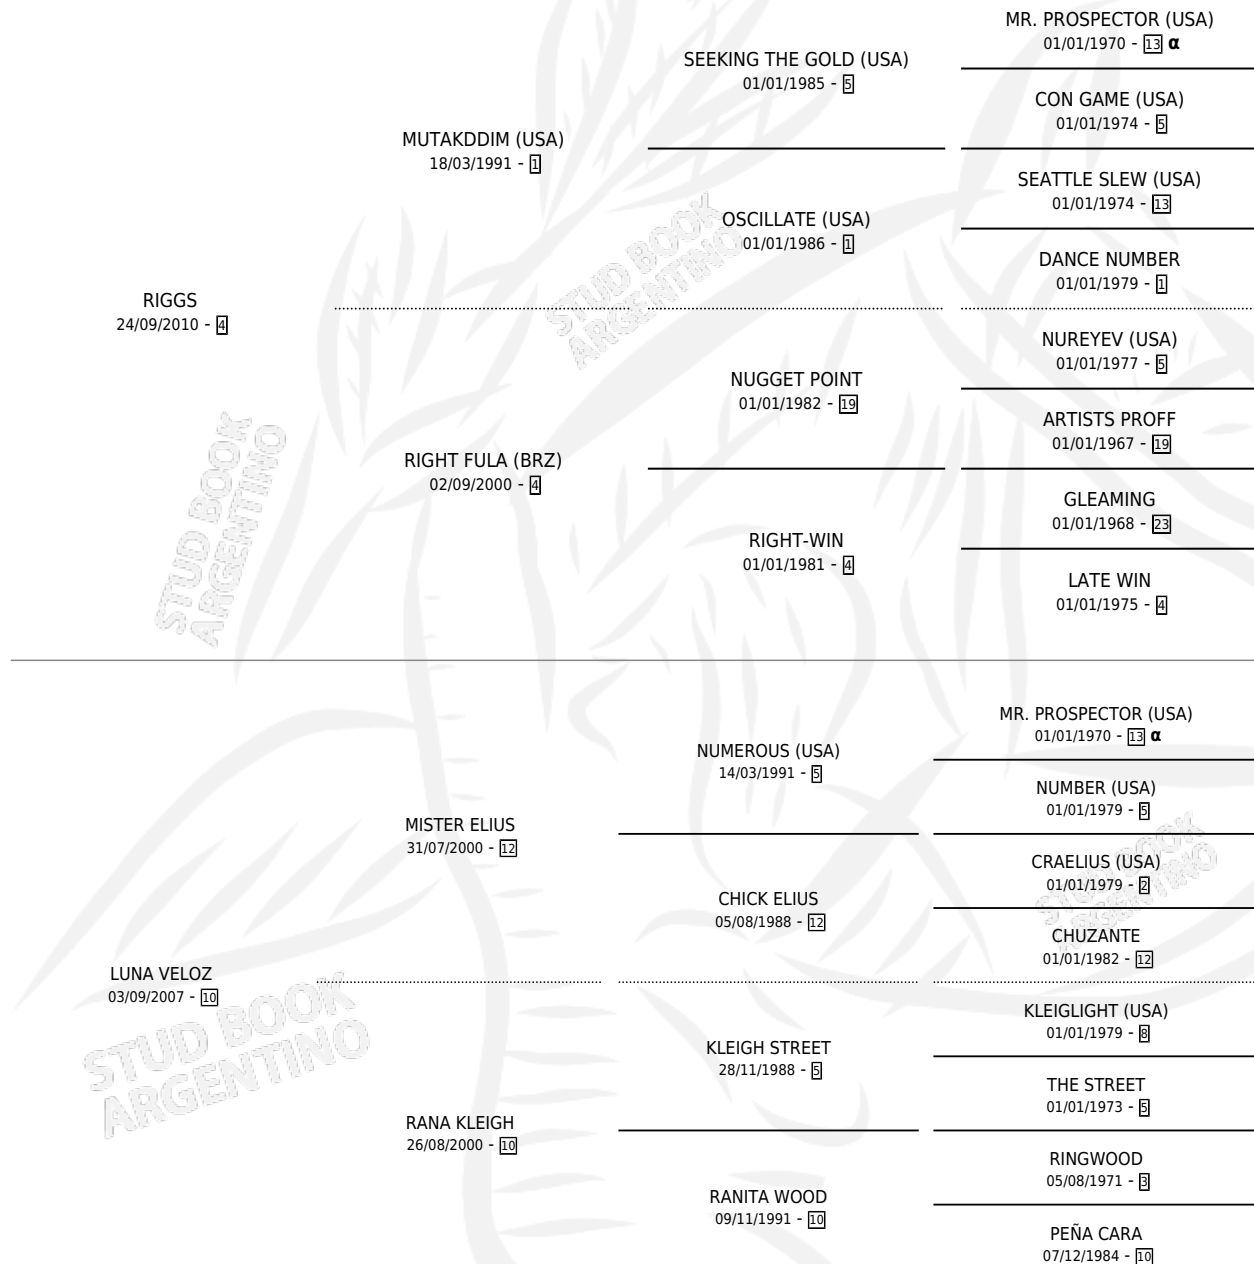 MR. PROSPECTOR (USA)
01/01/1970 - 13 α
SEEKING THE GOLD (USA)
01/01/1985 - 5
CON GAME (USA)
01/01/1974 - 5
MUTAKDDIM (USA)
18/03/1991 - 1
SEATTLE SLEW (USA)
01/01/1974 - 13
OSCILLATE (USA)
01/01/1986 - 1
DANCE NUMBER
01/01/1979 - 1
RIGGS
24/09/2010 - 4
NUREYEV (USA)
01/01/1977 - 5
NUGGET POINT
01/01/1982 - 19
ARTISTS PROFF
01/01/1967 - 19
RIGHT FULA (BRZ)
02/09/2000 - 4
GLEAMING
01/01/1968 - 23
RIGHT-WIN
01/01/1981 - 4
LATE WIN
01/01/1975 - 4
MR. PROSPECTOR (USA)
01/01/1970 - 13 α
NUMEROUS (USA)
14/03/1991 - 5
NUMBER (USA)
01/01/1979 - 5
MISTER ELIUS
31/07/2000 - 12
CRAELIUS (USA)
01/01/1979 - 2
CHICK ELIUS
05/08/1988 - 12
CHUZANTE
01/01/1982 - 12
LUNA VELOZ
03/09/2007 - 10
KLEIGLIGHT (USA)
01/01/1979 - 8
KLEIGH STREET
28/11/1988 - 5
THE STREET
01/01/1973 - 5
RANA KLEIGH
26/08/2000 - 10
RINGWOOD
05/08/1971 - 3
RANITA WOOD
09/11/1991 - 10
PEÑA CARA
07/12/1984 - 10
STUD BOOK
ARGENTINO
STUD BOOK
ARGENTINO
STUD BOOK
ARGENTINO
STUD BOOK
ARGENTINO